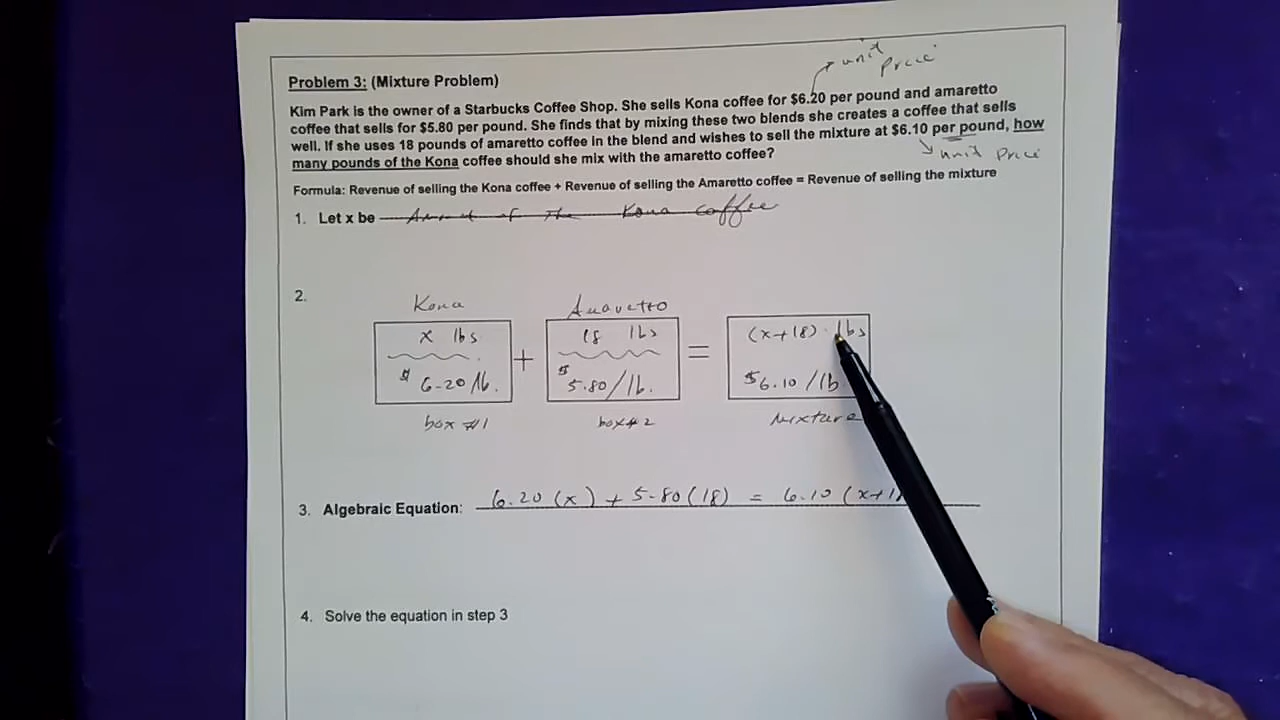 unit
Price
Problem 3: (Mixture Problem)
Kim Park is the owner of a Starbucks Coffee Shop. She sells Kona coffee for $6.20 per pound and amaretto
coffee that sells for $5.80 per pound. She finds that by mixing these two blends she creates a coffee that sells
well. If she uses 18 pounds of amaretto coffee in the blend and wishes to sell the mixture at $6.10 per pound, how
many pounds of the Kona coffee should she mix with the amaretto coffee?
unit Price
Formula: Revenue of selling the Kona coffee + Revenue of selling the Amaretto coffee = Revenue of selling the mixture
1. Let x be Amount of the Kona coffee
2.
Kona Amaretto
x lbs 18 lbs (x+18) lbs
+ =
$6.20/lb. $5.80/lb. $6.10/lb
box #1 box #2 Mixture
3. Algebraic Equation: 6.20(x) + 5.80(18) = 6.10(x+1
4. Solve the equation in step 3